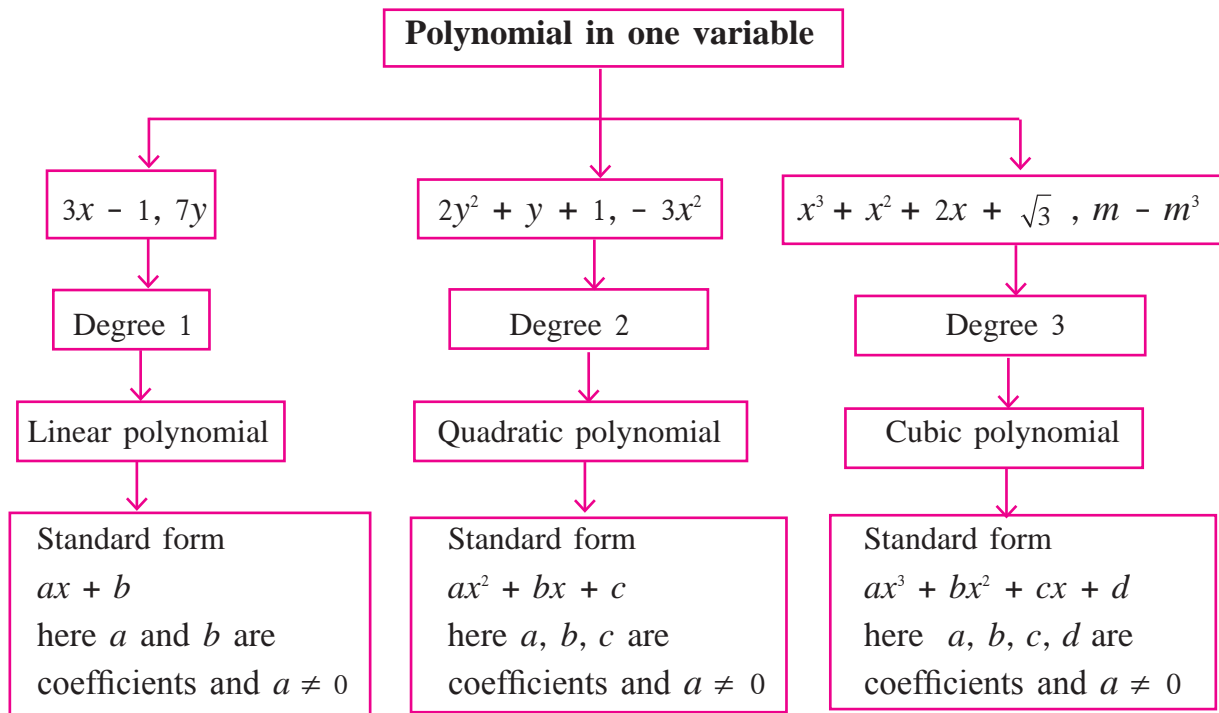 Polynomial in one variable
3x - 1, 7y
2y² + y + 1, - 3x²
x³ + x² + 2x + √3 , m - m³
Degree 1
Degree 2
Degree 3
Linear polynomial
Quadratic polynomial
Cubic polynomial
Standard form
ax + b
here a and b are
coefficients and a ≠ 0
Standard form
ax² + bx + c
here a, b, c are
coefficients and a ≠ 0
Standard form
ax³ + bx² + cx + d
here a, b, c, d are
coefficients and a ≠ 0